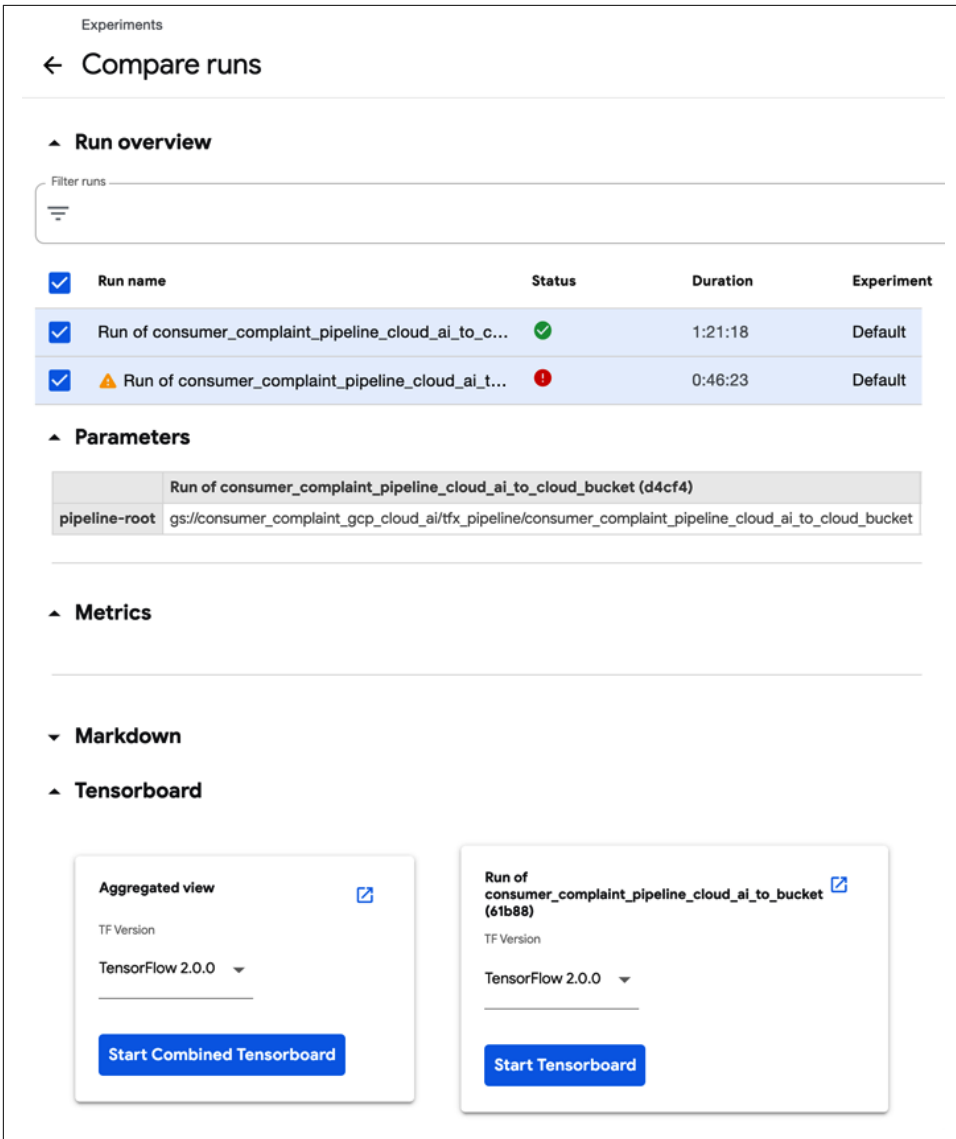 Experiments
Compare runs
Run overview
Filter runs
Run name Status Duration Experiment
Run of consumer_complaint_pipeline_cloud_ai_to_c... 1:21:18 Default
Run of consumer_complaint_pipeline_cloud_ai_t... 0:46:23 Default
Parameters
Run of consumer_complaint_pipeline_cloud_ai_to_cloud_bucket (d4cf4)
pipeline-root gs://consumer_complaint_gcp_cloud_ai/tfx_pipeline/consumer_complaint_pipeline_cloud_ai_to_cloud_bucket
Metrics
Markdown
Tensorboard
Aggregated view
TF Version
TensorFlow 2.0.0
Start Combined Tensorboard
Run of
consumer_complaint_pipeline_cloud_ai_to_bucket
(61b88)
TF Version
TensorFlow 2.0.0
Start Tensorboard